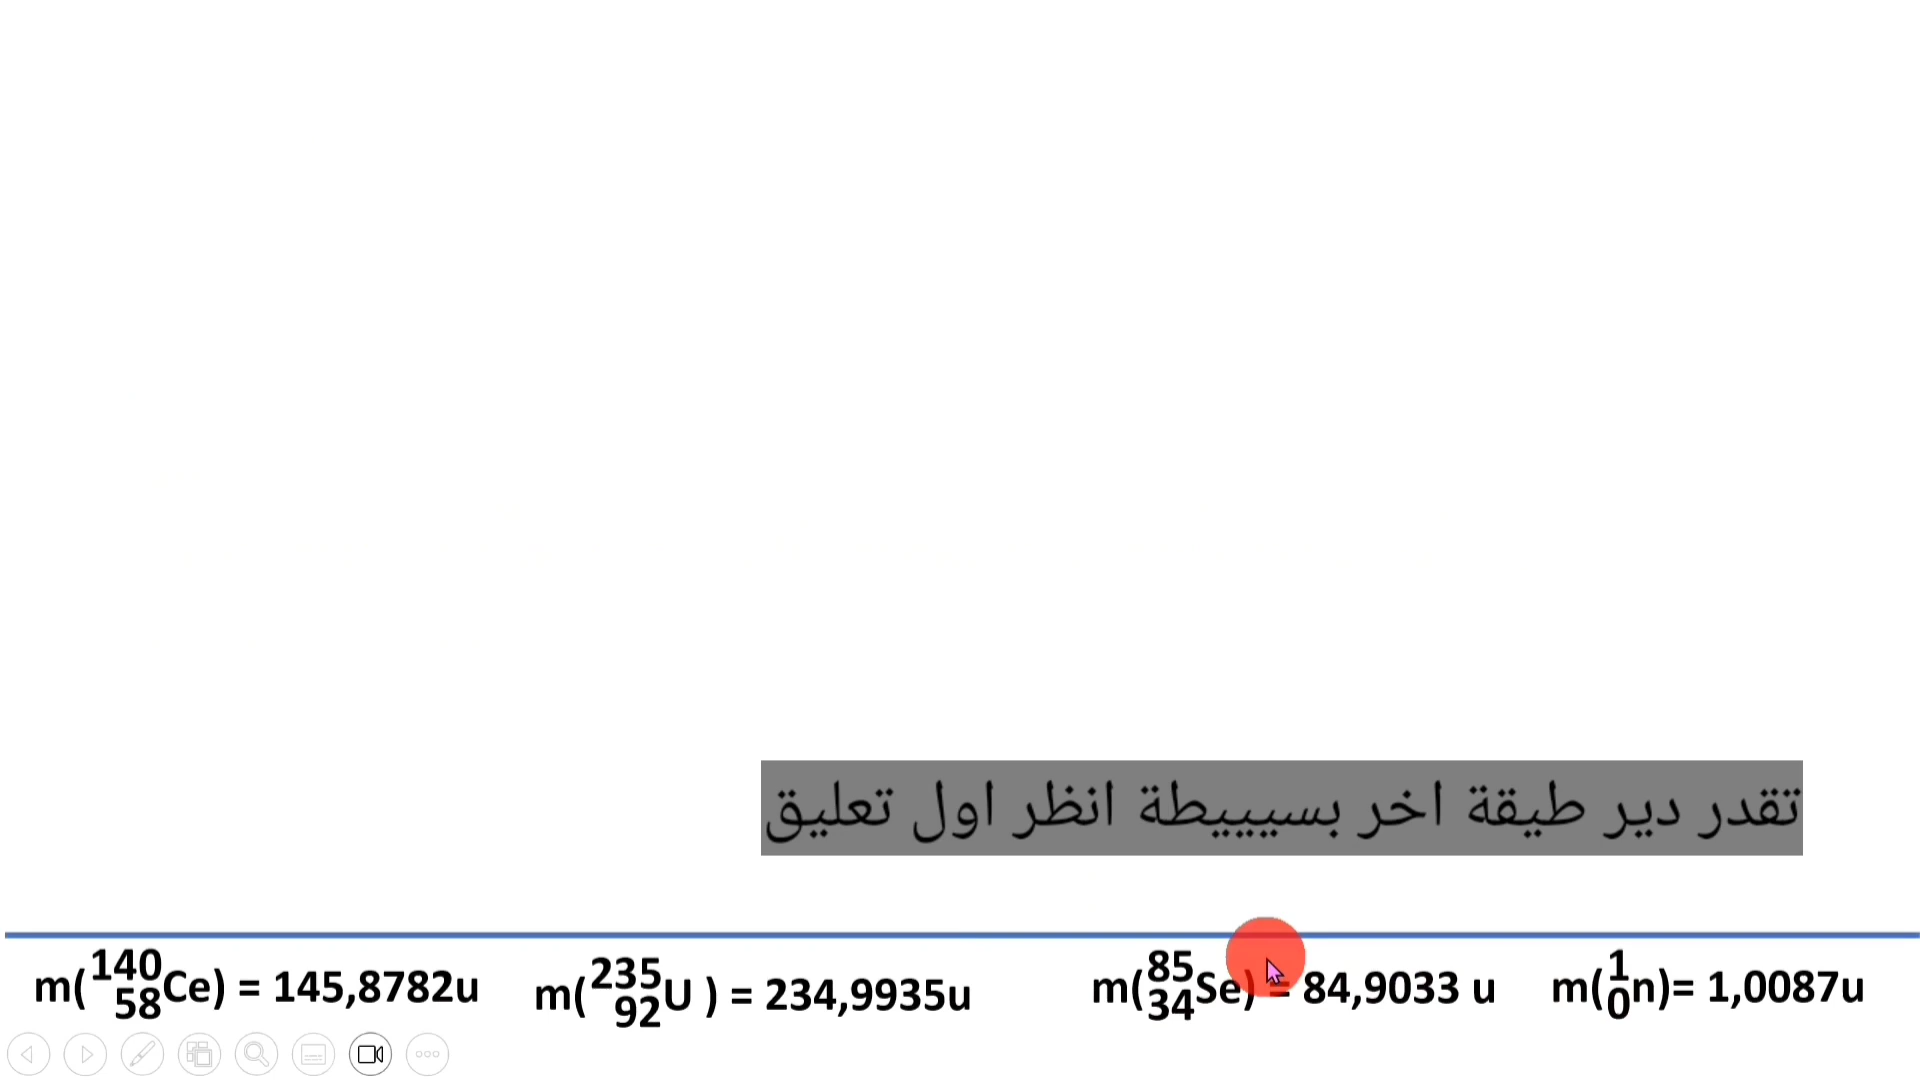 تقدر دير طيقة اخر بسيييطة انظر اول تعليق
m(¹⁴⁰₅₈Ce) = 145,8782u m(²³⁵₉₂U ) = 234,9935u m(⁸⁵₃₄Se) = 84,9033 u m(¹₀n)= 1,0087u